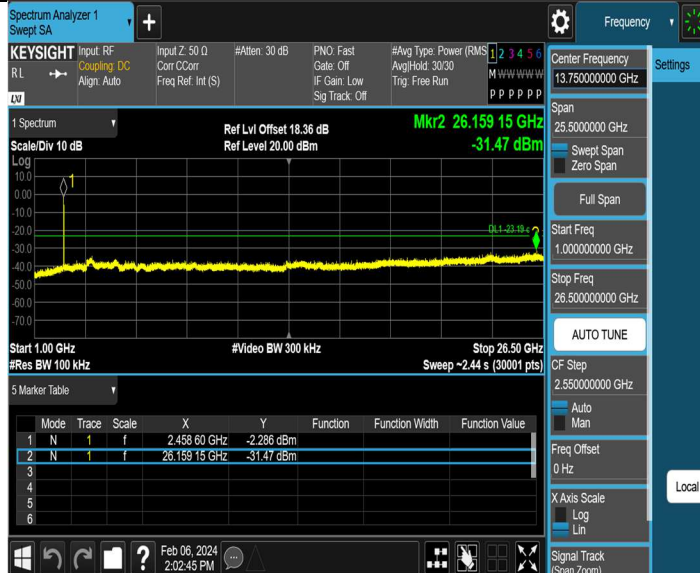 Spectrum Analyzer 1
Swept SA
+
Frequency
KEYSIGHT
RL
LXI
Input: RF
Coupling: DC
Align: Auto
Input Z: 50 Ω
Corr CCorr
Freq Ref: Int (S)
#Atten: 30 dB
PNO: Fast
Gate: Off
IF Gain: Low
Sig Track: Off
#Avg Type: Power (RMS
Avg|Hold: 30/30
Trig: Free Run
1 2 3 4 5 6
M W W W W W
P P P P P P
1 Spectrum
Scale/Div 10 dB
Log
Ref Lvl Offset 18.36 dB
Ref Level 20.00 dBm
Mkr2 26.159 15 GHz
-31.47 dBm
10.0
0.00
-10.0
-20.0
-30.0
-40.0
-50.0
-60.0
-70.0
1
DL1 -23.19
Start 1.00 GHz
#Res BW 100 kHz
#Video BW 300 kHz
Stop 26.50 GHz
Sweep ~2.44 s (30001 pts)
5 Marker Table
Mode Trace Scale X Y Function Function Width Function Value
1 N 1 f 2.458 60 GHz -2.286 dBm
2 N 1 f 26.159 15 GHz -31.47 dBm
3
4
5
6
Feb 06, 2024
2:02:45 PM
Center Frequency
13.750000000 GHz
Span
25.5000000 GHz
Swept Span
Zero Span
Full Span
Start Freq
1.000000000 GHz
Stop Freq
26.500000000 GHz
AUTO TUNE
CF Step
2.550000000 GHz
Auto
Man
Freq Offset
0 Hz
X Axis Scale
Log
Lin
Signal Track
(Span Zoom)
Settings
Local